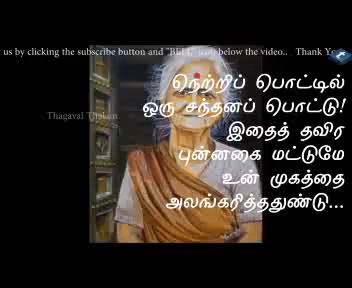 us by clicking the subscribe button and "BELL" icon below the video.. Thank You
Thagaval Thalam
நெற்றிப் பொட்டில்
ஒரு சந்தனப் பொட்டு!
இதைத் தவிர
புன்னகை மட்டுமே
உன் முகத்தை
அலங்கரித்ததுண்டு...